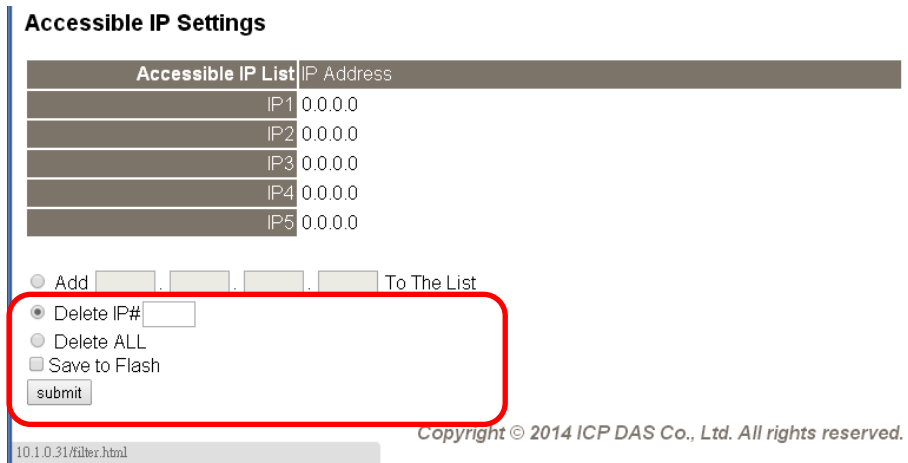 Accessible IP Settings
Accessible IP List IP Address
IP1 0.0.0.0
IP2 0.0.0.0
IP3 0.0.0.0
IP4 0.0.0.0
IP5 0.0.0.0
Add . . . To The List
Delete IP#
Delete ALL
Save to Flash
submit
Copyright © 2014 ICP DAS Co., Ltd. All rights reserved.
10.1.0.31/filter.html